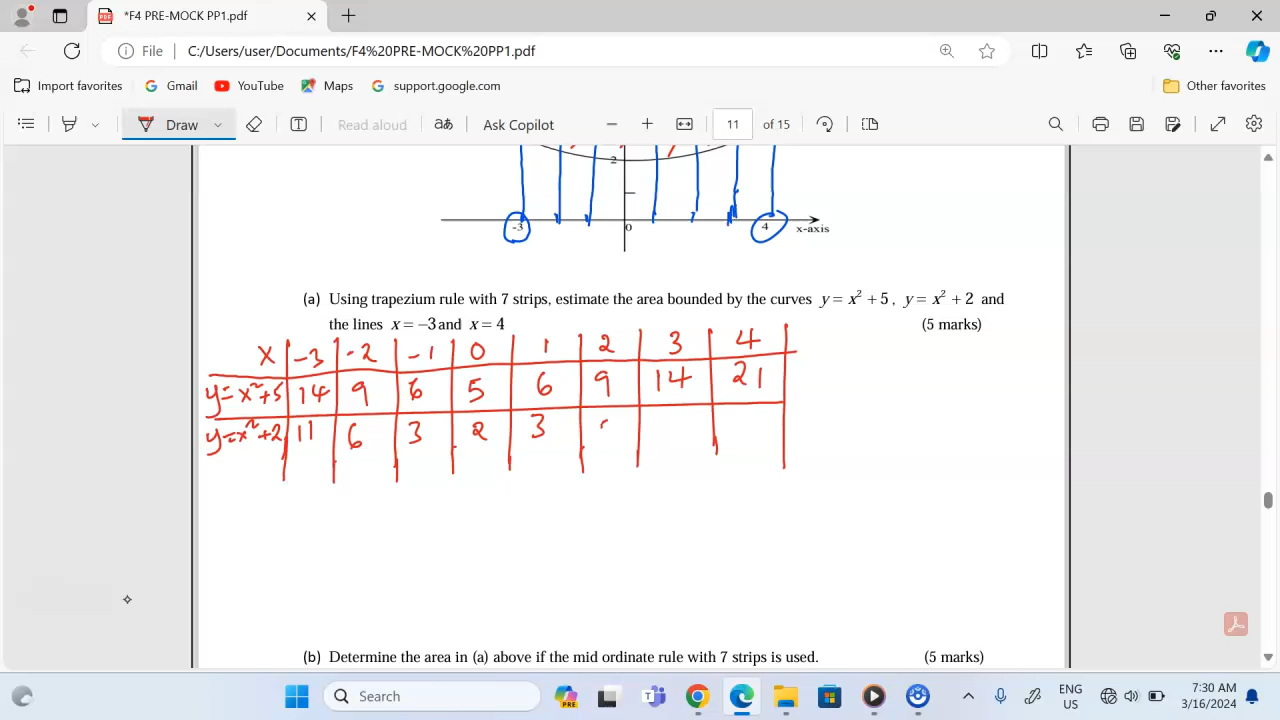 *F4 PRE-MOCK PP1.pdf
File C:/Users/user/Documents/F4%20PRE-MOCK%20PP1.pdf
Import favorites Gmail YouTube Maps support.google.com Other favorites
Draw Read aloud aあ Ask Copilot 11 of 15
2
-3 0 4 x-axis
(a) Using trapezium rule with 7 strips, estimate the area bounded by the curves y = x² + 5 , y = x² + 2 and
the lines x = −3 and x = 4 (5 marks)
x -3 -2 -1 0 1 2 3 4
y=x²+5 14 9 6 5 6 9 14 21
y=x²+2 11 6 3 2 3
(b) Determine the area in (a) above if the mid ordinate rule with 7 strips is used. (5 marks)
Search PRE ENG
US 7:30 AM
3/16/2024